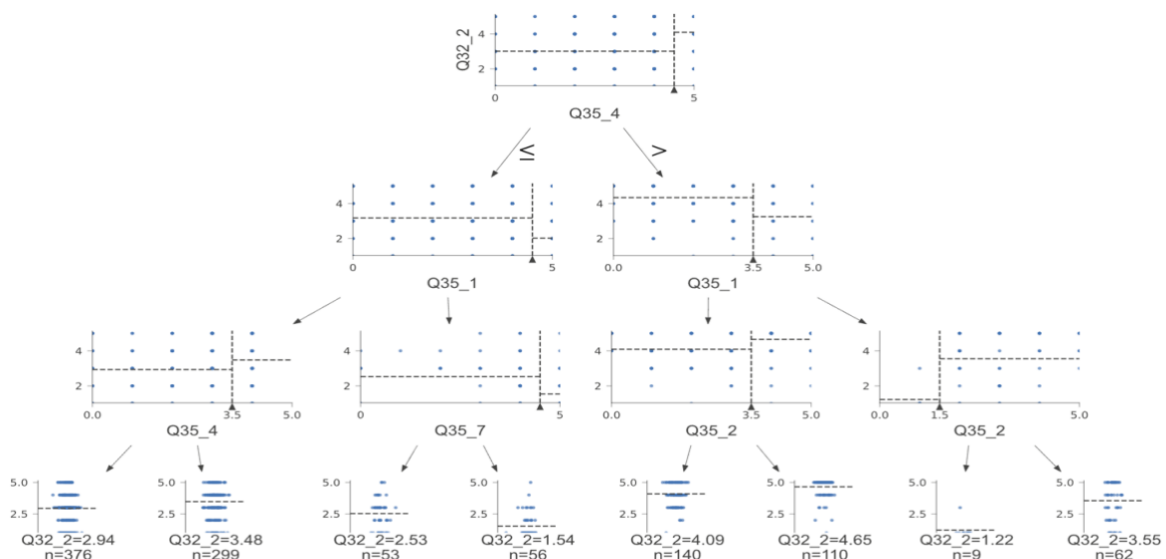 Q32_2
4
2
0
5
Q35_4
≤
>
4
2
0
5
Q35_1
4
2
0.0
3.5
5.0
Q35_1
4
2
0.0
3.5
5.0
Q35_4
4
2
0
5
Q35_7
4
2
0.0
3.5
5.0
Q35_2
4
2
0.0
1.5
5.0
Q35_2
5.0
2.5
Q32_2=2.94
n=376
5.0
2.5
Q32_2=3.48
n=299
5.0
2.5
Q32_2=2.53
n=53
5.0
2.5
Q32_2=1.54
n=56
5.0
2.5
Q32_2=4.09
n=140
5.0
2.5
Q32_2=4.65
n=110
5.0
2.5
Q32_2=1.22
n=9
5.0
2.5
Q32_2=3.55
n=62